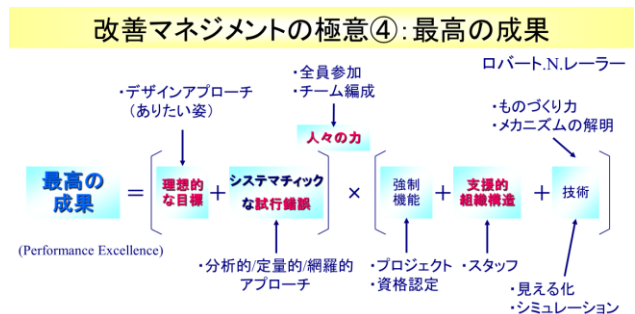 改善マネジメントの極意④：最高の成果
ロバート.N.レーラー
・デザインアプローチ
（ありたい姿）
・全員参加
・チーム編成
・ものづくり力
・メカニズムの解明
人々の力
最高の
成果
=
理想的
な目標
+
システマティック
な試行錯誤
×
強制
機能
+
支援的
組織構造
+
技術
(Performance Excellence)
・分析的/定量的/網羅的
アプローチ
・プロジェクト
・資格認定
・スタッフ
・見える化
・シミュレーション